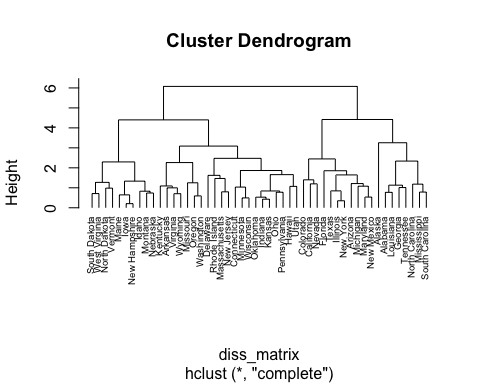 Cluster Dendrogram
Height
0 2 4 6
South Dakota
West Virginia
North Dakota
Vermont
Maine
Iowa
New Hampshire
Idaho
Montana
Nebraska
Kentucky
Arkansas
Virginia
Wyoming
Missouri
Oregon
Washington
Delaware
Rhode Island
Massachusetts
New Jersey
Connecticut
Minnesota
Wisconsin
Oklahoma
Indiana
Kansas
Ohio
Pennsylvania
Hawaii
Utah
Colorado
California
Nevada
Florida
Texas
Illinois
New York
Arizona
Michigan
Maryland
New Mexico
Alaska
Alabama
Louisiana
Georgia
Tennessee
North Carolina
Mississippi
South Carolina
diss_matrix
hclust (*, "complete")